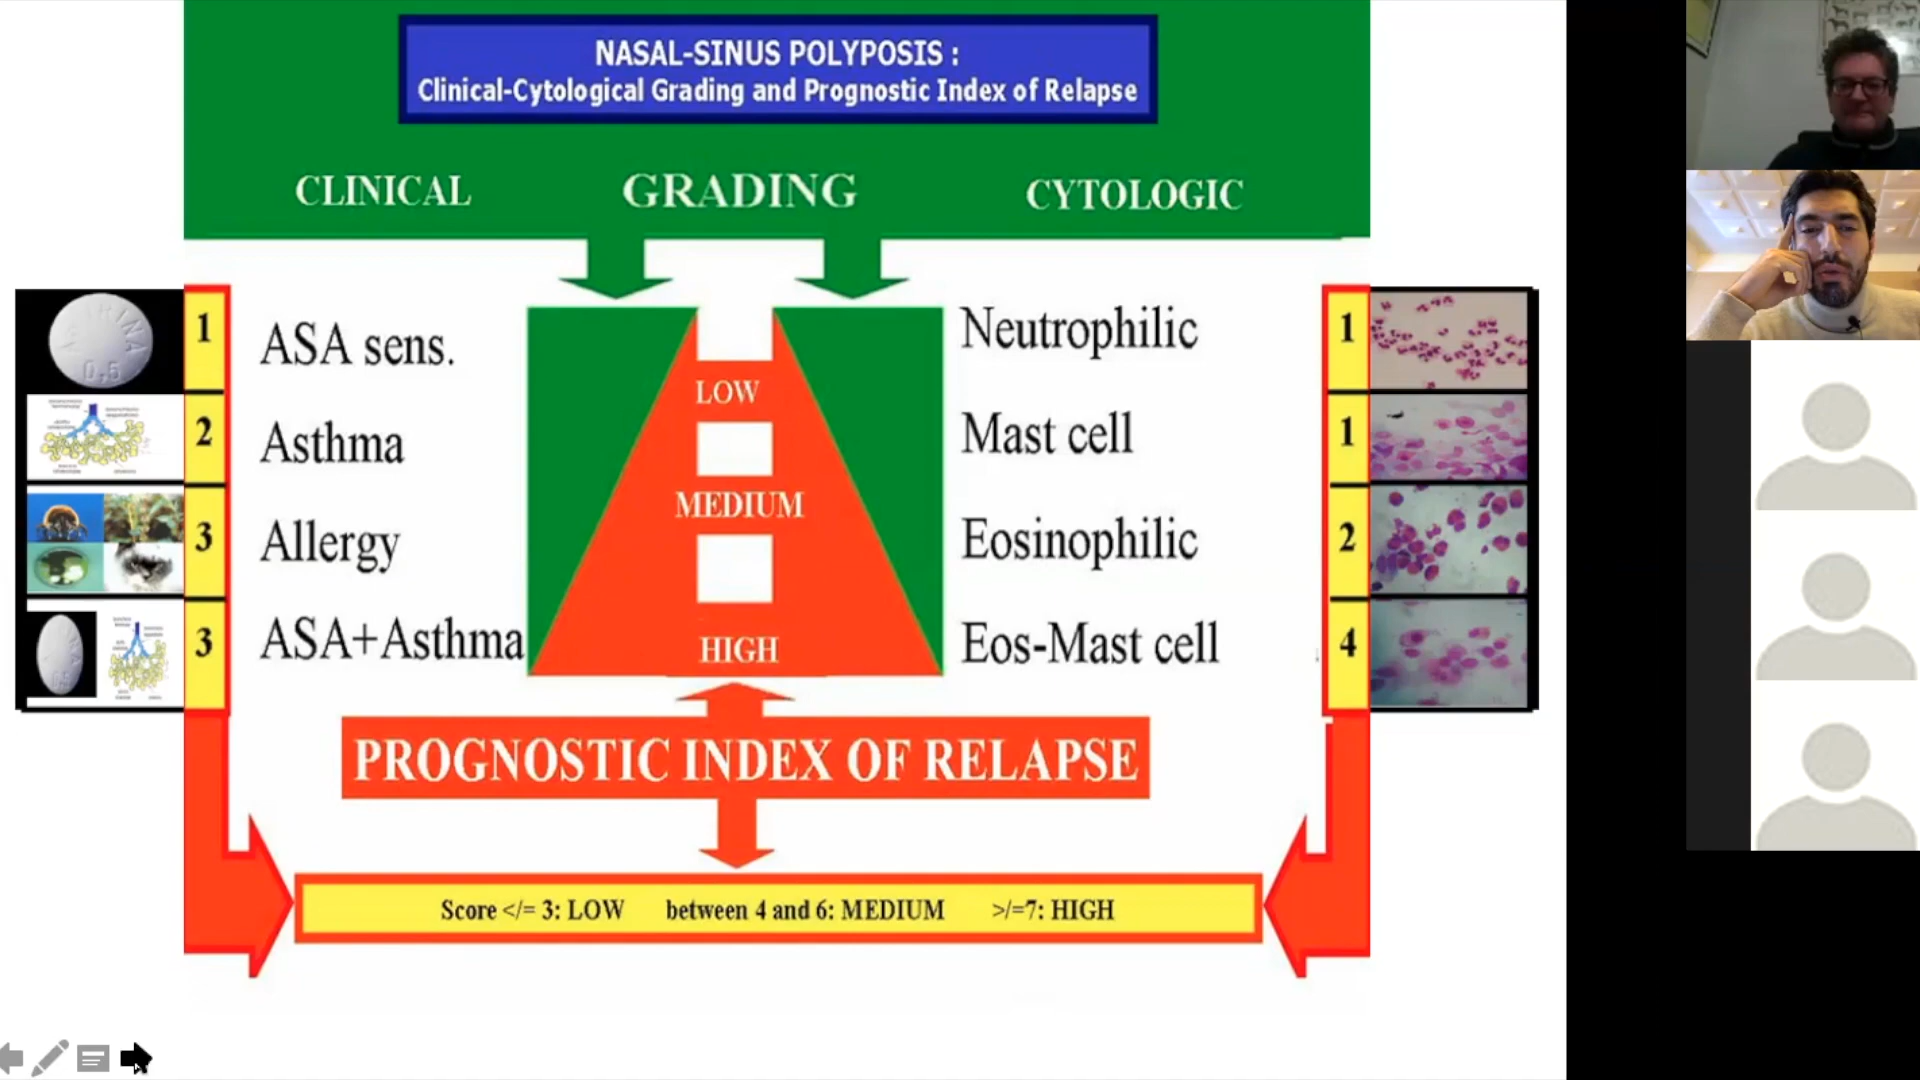 NASAL-SINUS POLYPOSIS :
Clinical-Cytological Grading and Prognostic Index of Relapse
CLINICAL
GRADING
CYTOLOGIC
1
ASA sens.
2
Asthma
3
Allergy
3
ASA+Asthma
LOW
MEDIUM
HIGH
Neutrophilic
1
Mast cell
1
Eosinophilic
2
Eos-Mast cell
4
PROGNOSTIC INDEX OF RELAPSE
Score </= 3: LOW between 4 and 6: MEDIUM >/=7: HIGH
0,5